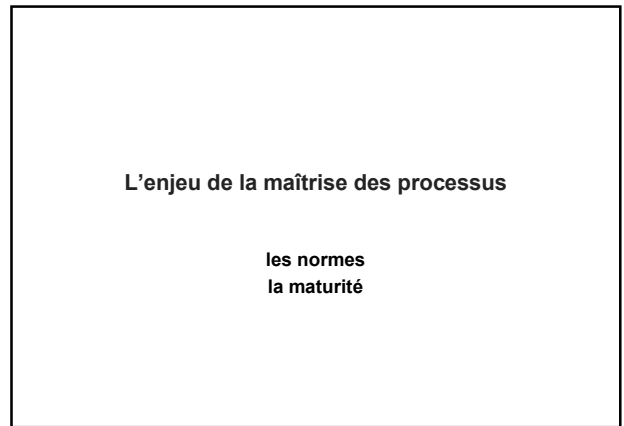 L’enjeu de la maîtrise des processus
les normes
la maturité